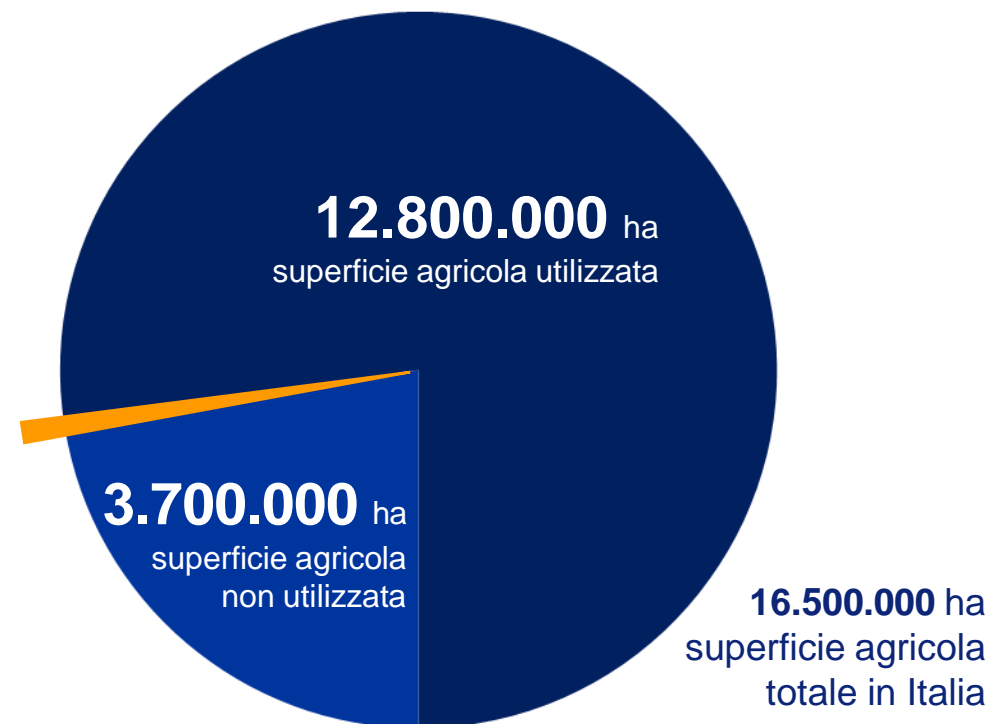 12.800.000 ha
superficie agricola utilizzata
3.700.000 ha
superficie agricola
non utilizzata
16.500.000 ha
superficie agricola
totale in Italia